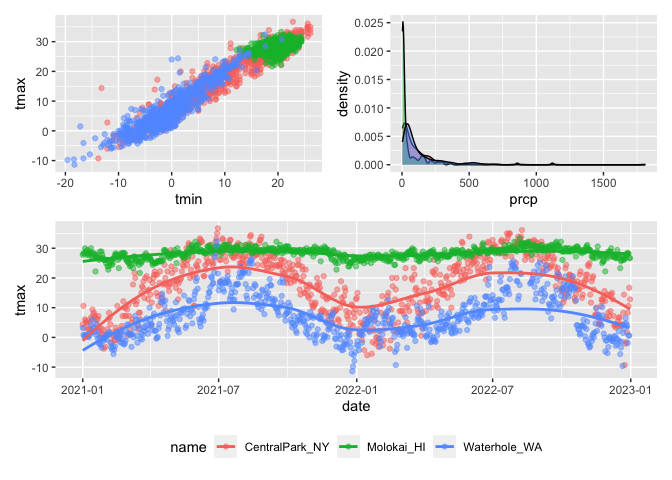 tmax
30
20
10
0
-10
-20 -10 0 10 20
tmin
density
0.025
0.020
0.015
0.010
0.005
0.000
0 500 1000 1500
prcp
tmax
30
20
10
0
-10
2021-01 2021-07 2022-01 2022-07 2023-01
date
name CentralPark_NY Molokai_HI Waterhole_WA